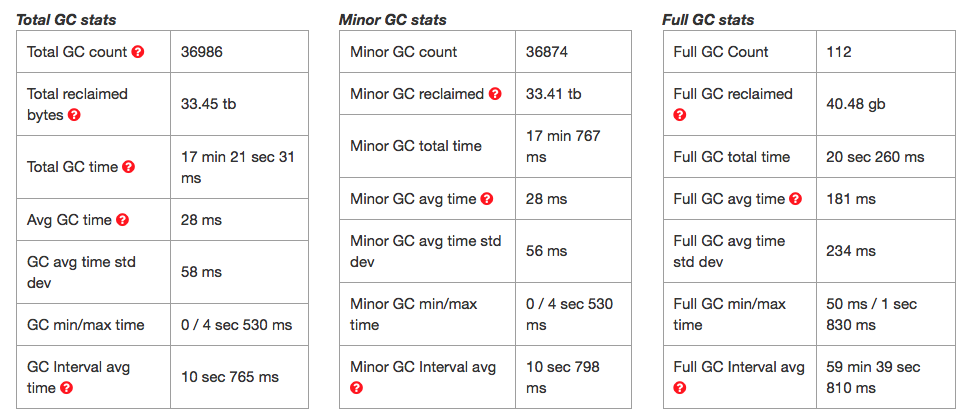 Total GC stats
Total GC count ?
36986
Total reclaimed
bytes ?
33.45 tb
Total GC time ?
17 min 21 sec 31
ms
Avg GC time ?
28 ms
GC avg time std
dev
58 ms
GC min/max time
0 / 4 sec 530 ms
GC Interval avg
time ?
10 sec 765 ms
Minor GC stats
Minor GC count
36874
Minor GC reclaimed ?
33.41 tb
Minor GC total time
17 min 767
ms
Minor GC avg time ?
28 ms
Minor GC avg time std
dev
56 ms
Minor GC min/max
time
0 / 4 sec 530
ms
Minor GC Interval avg
?
10 sec 798
ms
Full GC stats
Full GC Count
112
Full GC reclaimed
?
40.48 gb
Full GC total time
20 sec 260 ms
Full GC avg time ?
181 ms
Full GC avg time
std dev
234 ms
Full GC min/max
time
50 ms / 1 sec
830 ms
Full GC Interval avg
?
59 min 39 sec
810 ms